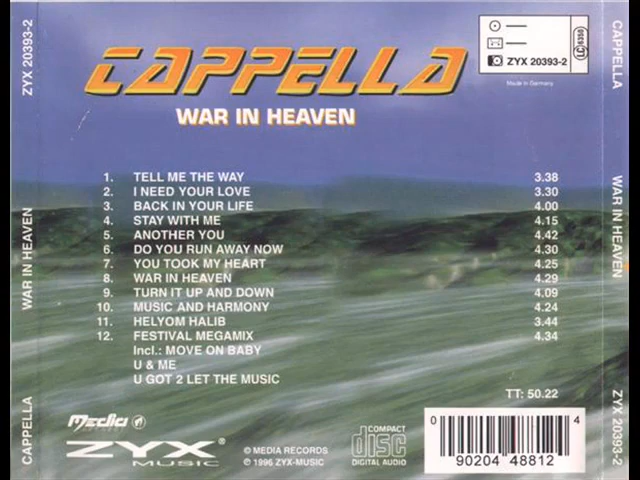 CAPPELLA
WAR IN HEAVEN
ZYX 20393-2
Made in Germany
LC 6350
1. TELL ME THE WAY 3.38
2. I NEED YOUR LOVE 3.30
3. BACK IN YOUR LIFE 4.00
4. STAY WITH ME 4.15
5. ANOTHER YOU 4.42
6. DO YOU RUN AWAY NOW 4.30
7. YOU TOOK MY HEART 4.25
8. WAR IN HEAVEN 4.29
9. TURN IT UP AND DOWN 4.09
10. MUSIC AND HARMONY 4.24
11. HELYOM HALIB 3.44
12. FESTIVAL MEGAMIX 4.34
Incl.: MOVE ON BABY
U & ME
U GOT 2 LET THE MUSIC
TT: 50.22
Media
ZYX®
MUSIC
© MEDIA RECORDS
℗ 1996 ZYX-MUSIC
COMPACT
disc
DIGITAL AUDIO
0 90204 48812 4
CAPPELLA WAR IN HEAVEN ZYX 20393-2
CAPPELLA WAR IN HEAVEN ZYX 20393-2